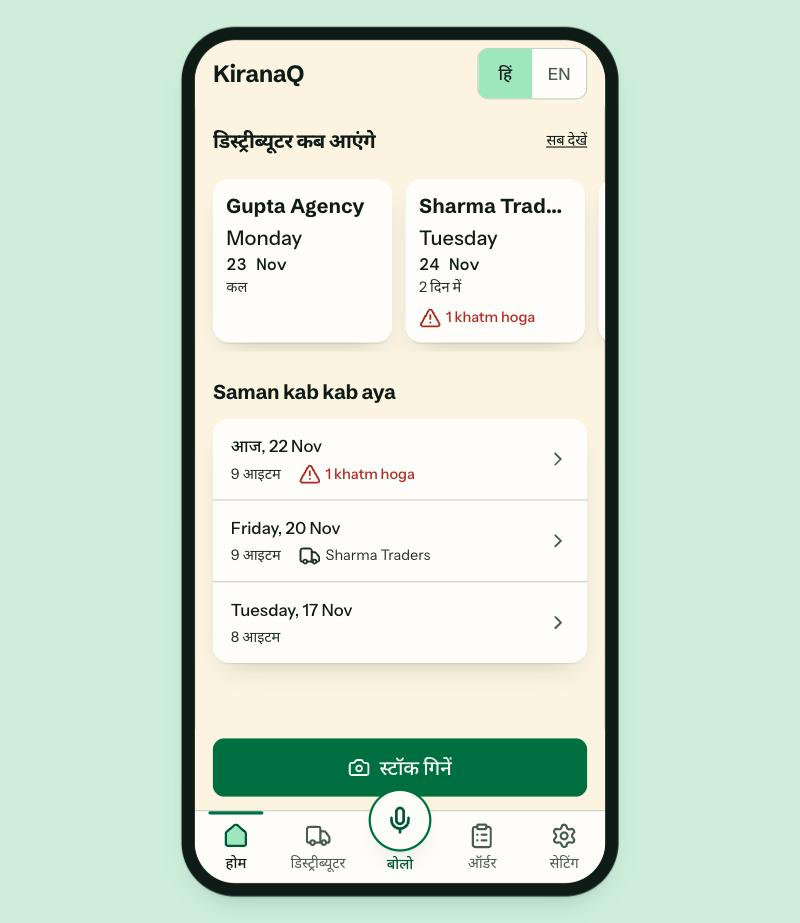 KiranaQ
हिं
EN
डिस्ट्रीब्यूटर कब आएंगे
सब देखें
Gupta Agency
Monday
23 Nov
कल
Sharma Trad...
Tuesday
24 Nov
2 दिन में
1 khatm hoga
Saman kab kab aya
आज, 22 Nov
9 आइटम
1 khatm hoga
Friday, 20 Nov
9 आइटम
Sharma Traders
Tuesday, 17 Nov
8 आइटम
स्टॉक गिनें
होम
डिस्ट्रीब्यूटर
बोलो
ऑर्डर
सेटिंग